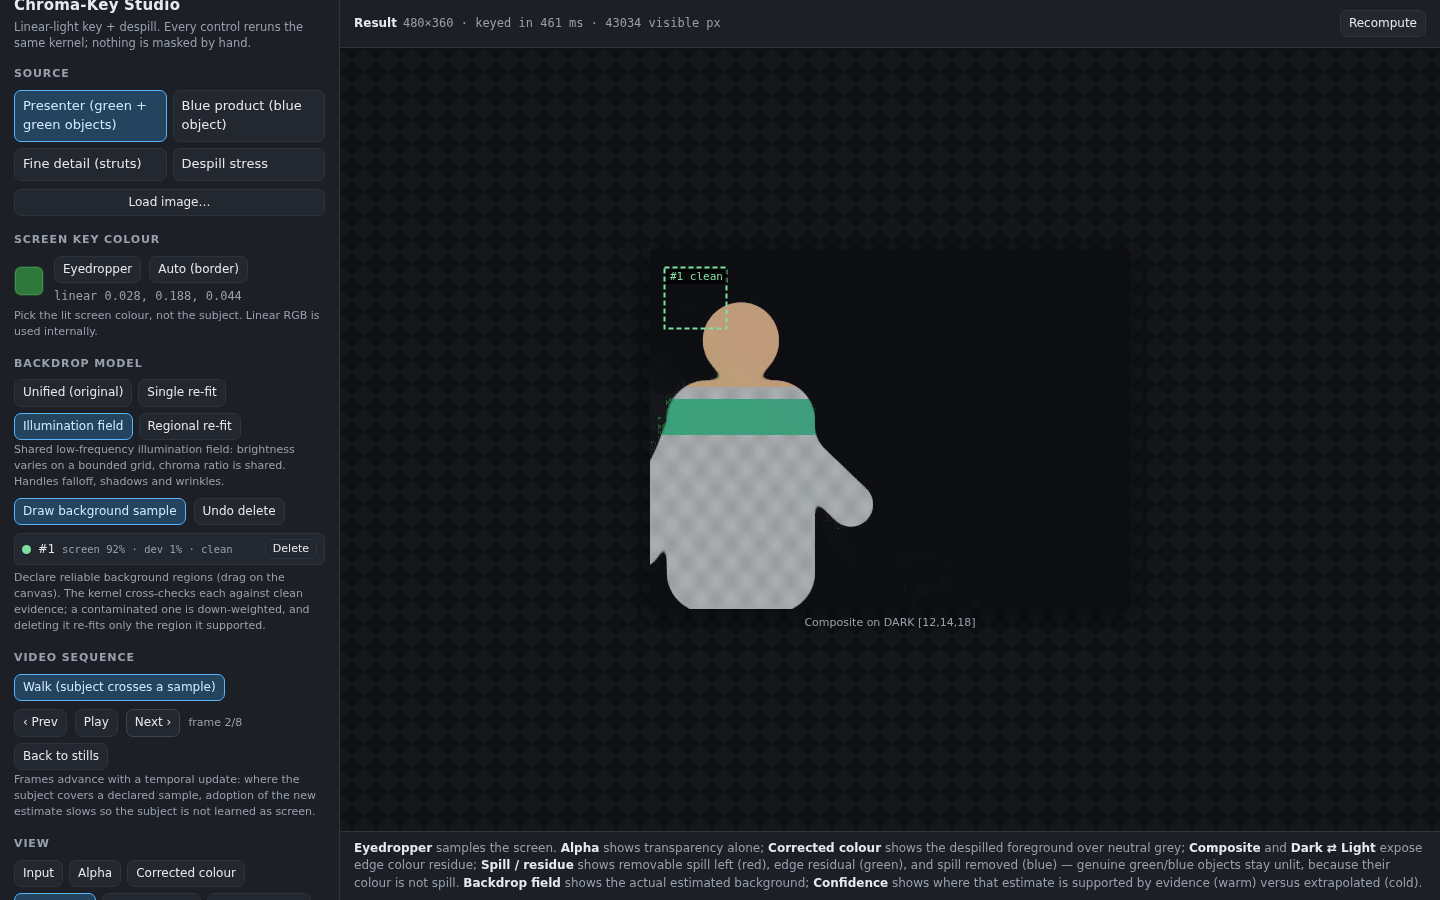 Chroma-Key Studio
Linear-light key + despill. Every control reruns the
same kernel; nothing is masked by hand.
SOURCE
Presenter (green +
green objects)
Blue product (blue
object)
Fine detail (struts)
Despill stress
Load image…
SCREEN KEY COLOUR
Eyedropper
Auto (border)
linear 0.028, 0.188, 0.044
Pick the lit screen colour, not the subject. Linear RGB is
used internally.
BACKDROP MODEL
Unified (original)
Single re-fit
Illumination field
Regional re-fit
Shared low-frequency illumination field: brightness
varies on a bounded grid, chroma ratio is shared.
Handles falloff, shadows and wrinkles.
Draw background sample
Undo delete
#1 screen 92% · dev 1% · clean
Delete
Declare reliable background regions (drag on the
canvas). The kernel cross-checks each against clean
evidence; a contaminated one is down-weighted, and
deleting it re-fits only the region it supported.
VIDEO SEQUENCE
Walk (subject crosses a sample)
‹ Prev
Play
Next ›
frame 2/8
Back to stills
Frames advance with a temporal update: where the
subject covers a declared sample, adoption of the new
estimate slows so the subject is not learned as screen.
VIEW
Input
Alpha
Corrected colour
Result 480×360 · keyed in 461 ms · 43034 visible px
Recompute
#1 clean
Composite on DARK [12,14,18]
Eyedropper samples the screen. Alpha shows transparency alone; Corrected colour shows the despilled foreground over neutral grey; Composite and Dark ⇄ Light expose
edge colour residue; Spill / residue shows removable spill left (red), edge residual (green), and spill removed (blue) — genuine green/blue objects stay unlit, because their
colour is not spill. Backdrop field shows the actual estimated background; Confidence shows where that estimate is supported by evidence (warm) versus extrapolated (cold).